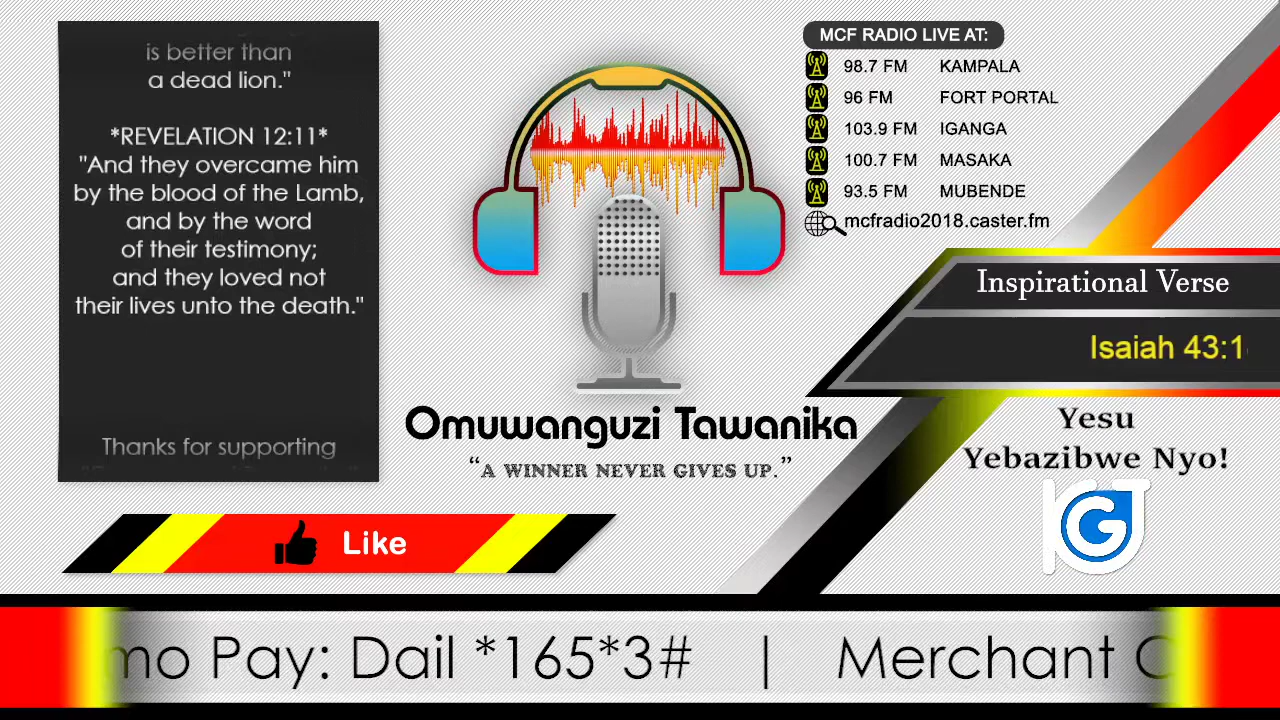 is better than
a dead lion."
*REVELATION 12:11*
"And they overcame him
by the blood of the Lamb,
and by the word
of their testimony;
and they loved not
their lives unto the death."
Thanks for supporting
Omuwanguzi Tawanika
“A WINNER NEVER GIVES UP.”
Like
MCF RADIO LIVE AT:
98.7 FM KAMPALA
96 FM FORT PORTAL
103.9 FM IGANGA
100.7 FM MASAKA
93.5 FM MUBENDE
mcfradio2018.caster.fm
Inspirational Verse
Isaiah 43:1
Yesu
Yebazibwe Nyo!
KGJ
mo Pay: Dail *165*3# | Merchant